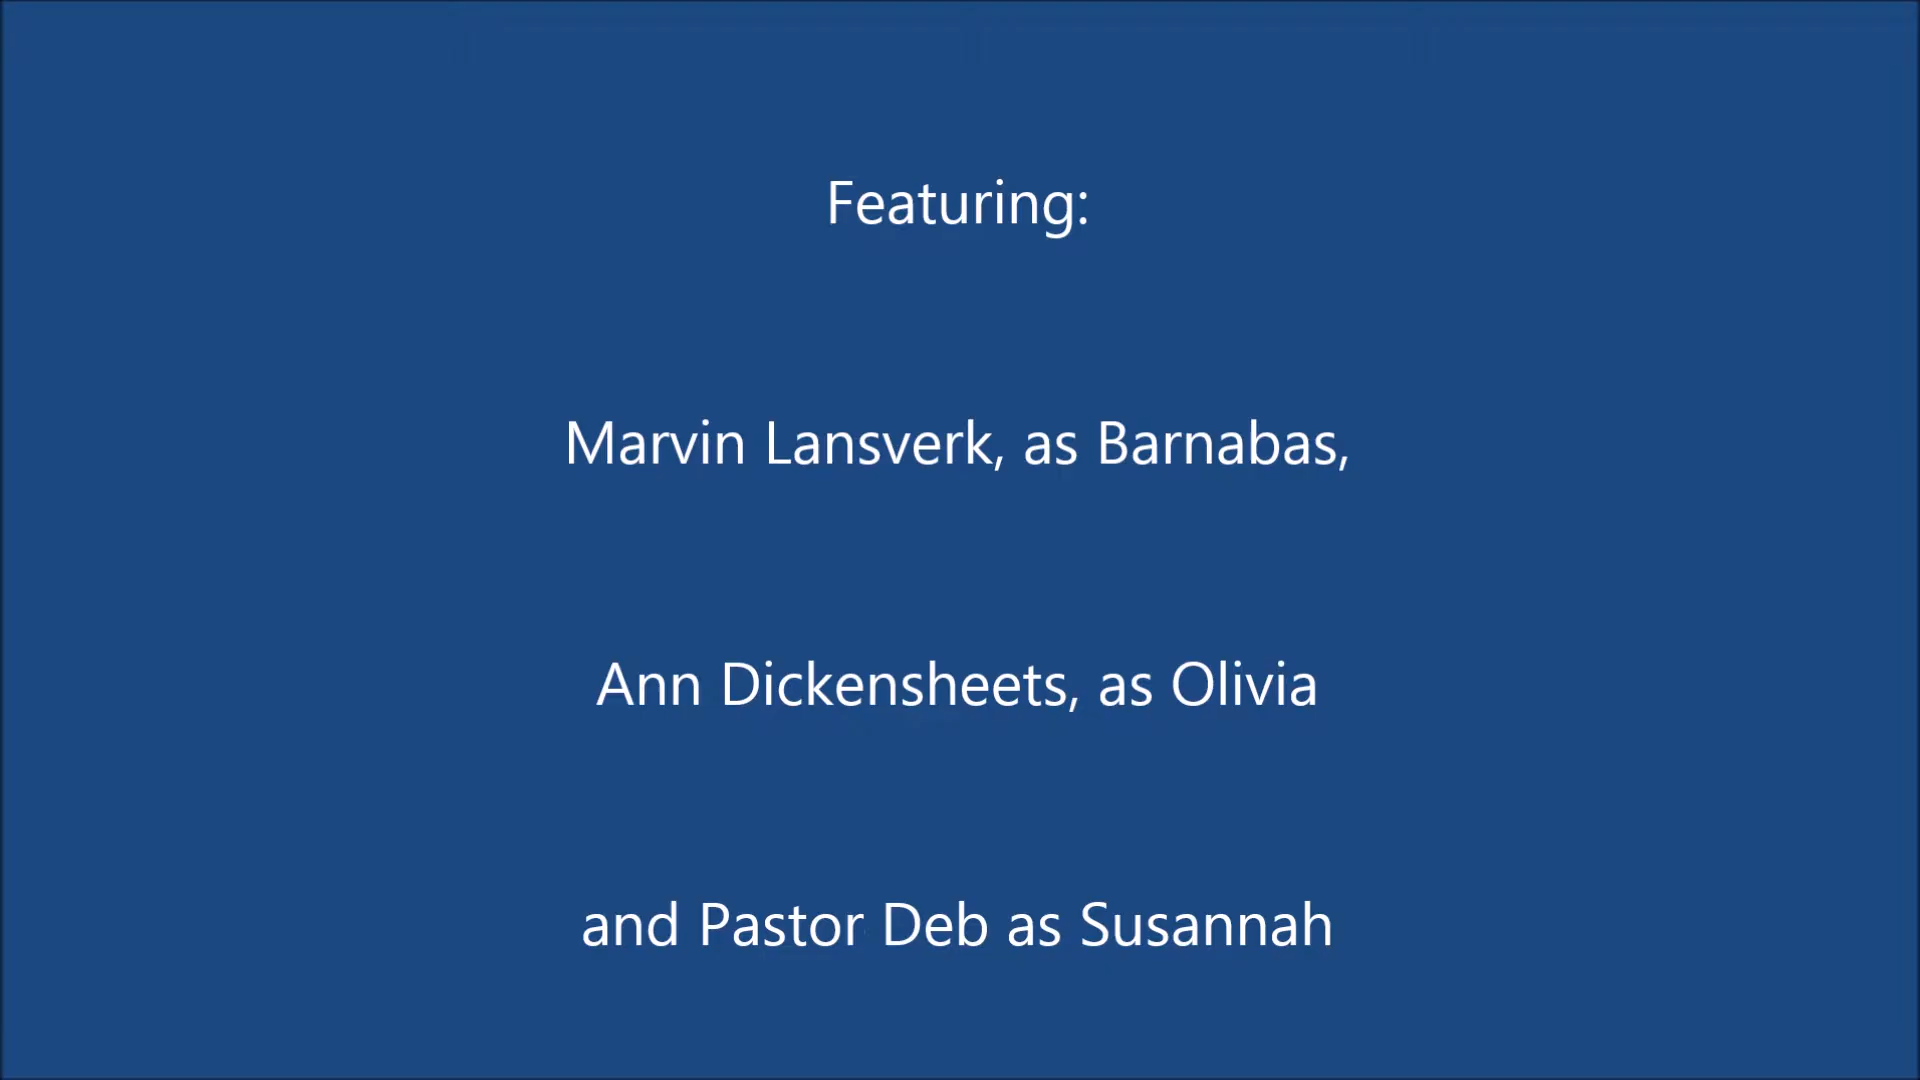 Featuring:
Marvin Lansverk, as Barnabas,
Ann Dickensheets, as Olivia
and Pastor Deb as Susannah